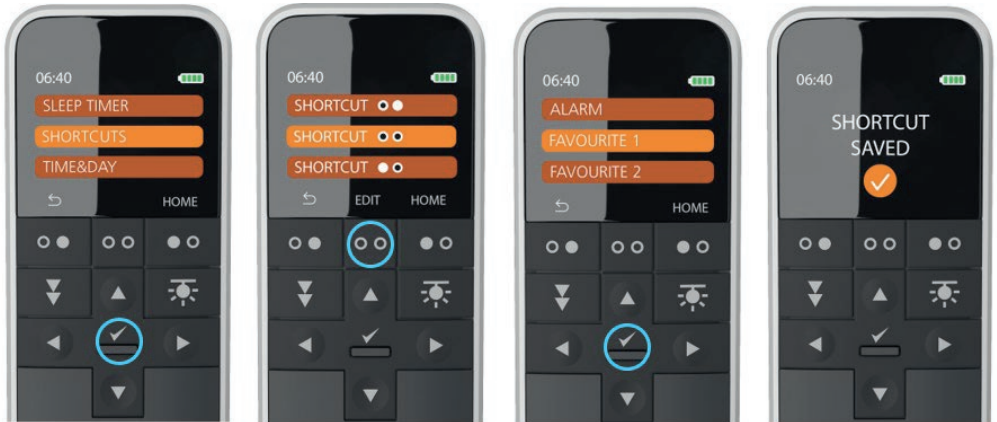 06:40
SLEEP TIMER
SHORTCUTS
TIME&DAY
HOME
06:40
SHORTCUT
SHORTCUT
SHORTCUT
EDIT HOME
06:40
ALARM
FAVOURITE 1
FAVOURITE 2
HOME
06:40
SHORTCUT
SAVED